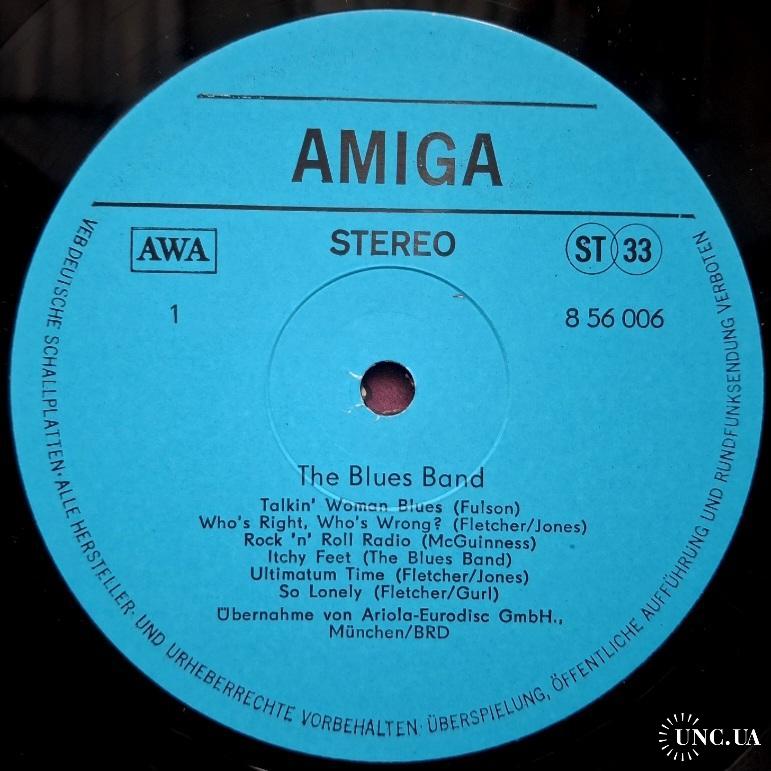 AMIGA
AWA
STEREO
ST 33
1
8 56 006
The Blues Band
Talkin' Woman Blues (Fulson)
Who's Right, Who's Wrong? (Fletcher/Jones)
Rock 'n' Roll Radio (McGuinness)
Itchy Feet (The Blues Band)
Ultimatum Time (Fletcher/Jones)
So Lonely (Fletcher/Gurl)
Übernahme von Ariola-Eurodisc GmbH.,
München/BRD
VEB DEUTSCHE SCHALLPLATTEN · ALLE HERSTELLER- UND URHEBERRECHTE VORBEHALTEN · ÜBERSPIELUNG, ÖFFENTLICHE AUFFÜHRUNG UND RUNDFUNKSENDUNG VERBOTEN
UNC.UA